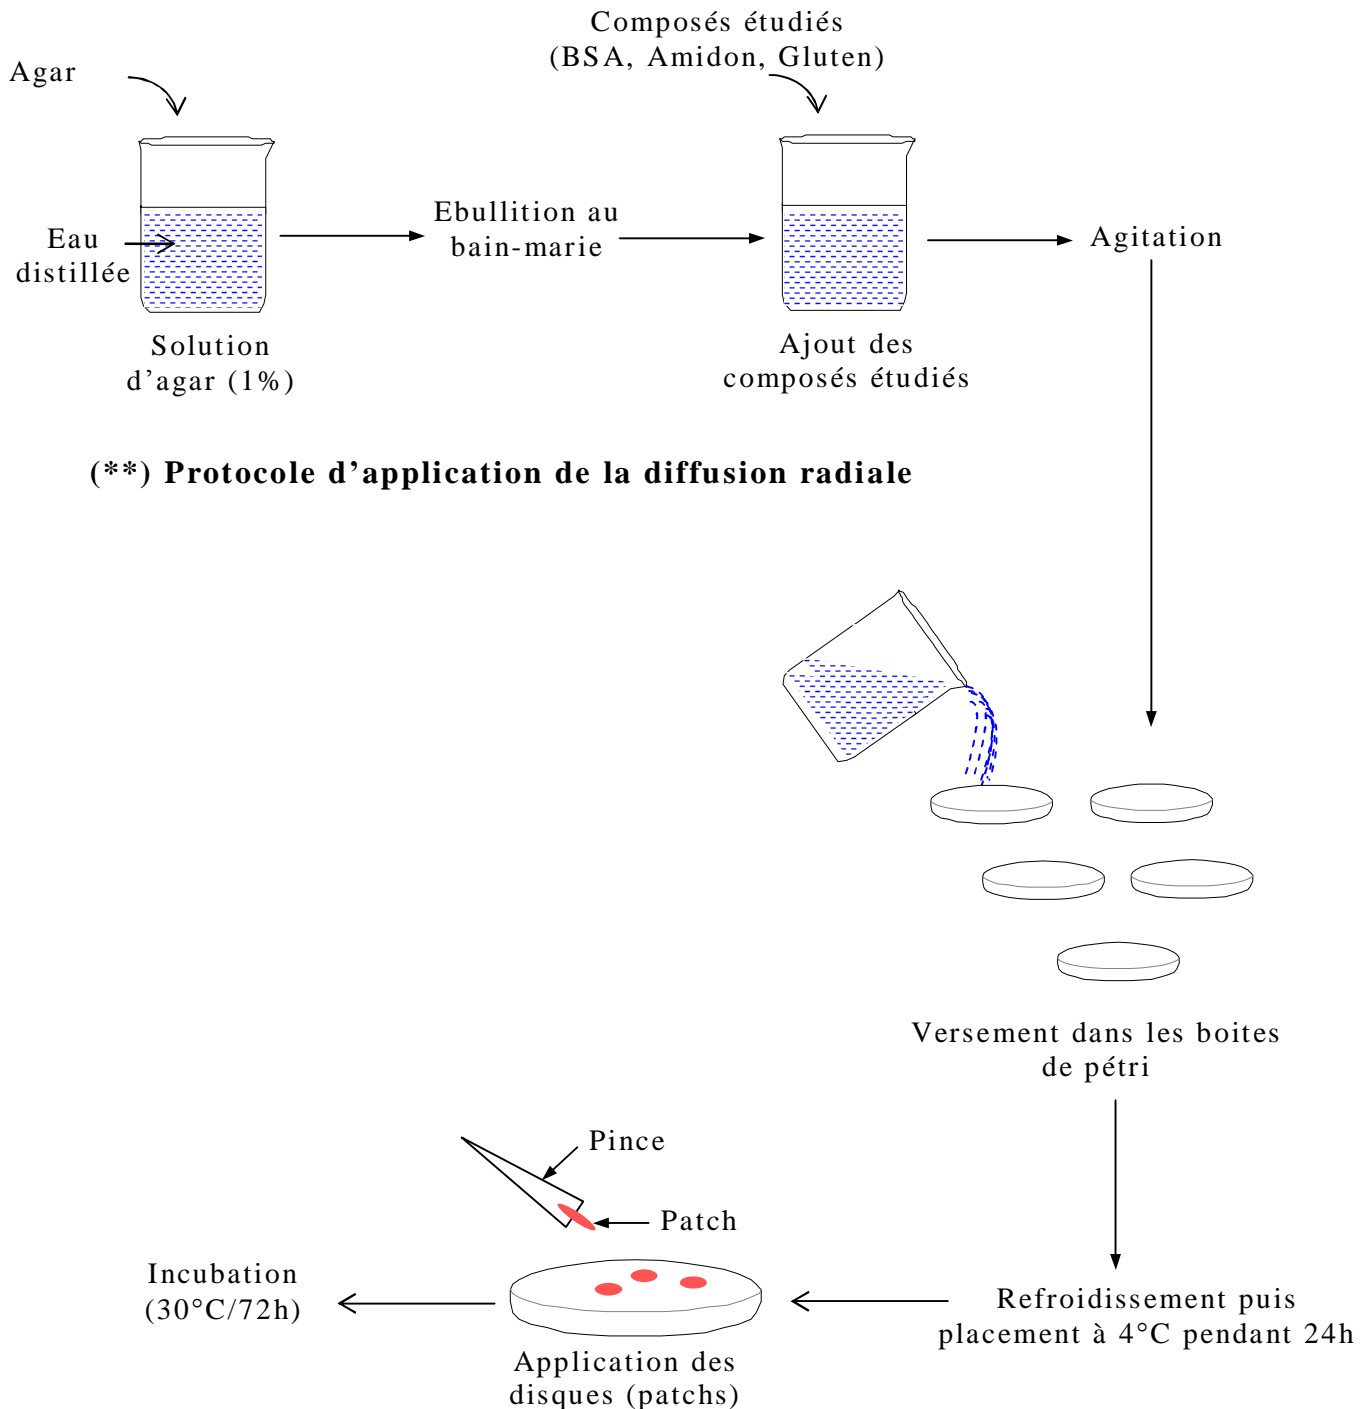 Composés étudiés
(BSA, Amidon, Gluten)
Agar
Eau
distillée
Ebullition au
bain-marie
Agitation
Solution
d'agar (1%)
Ajout des
composés étudiés
(**) Protocole d'application de la diffusion radiale
Versement dans les boites
de pétri
Pince
Patch
Incubation
(30°C/72h)
Refroidissement puis
placement à 4°C pendant 24h
Application des
disques (patchs)